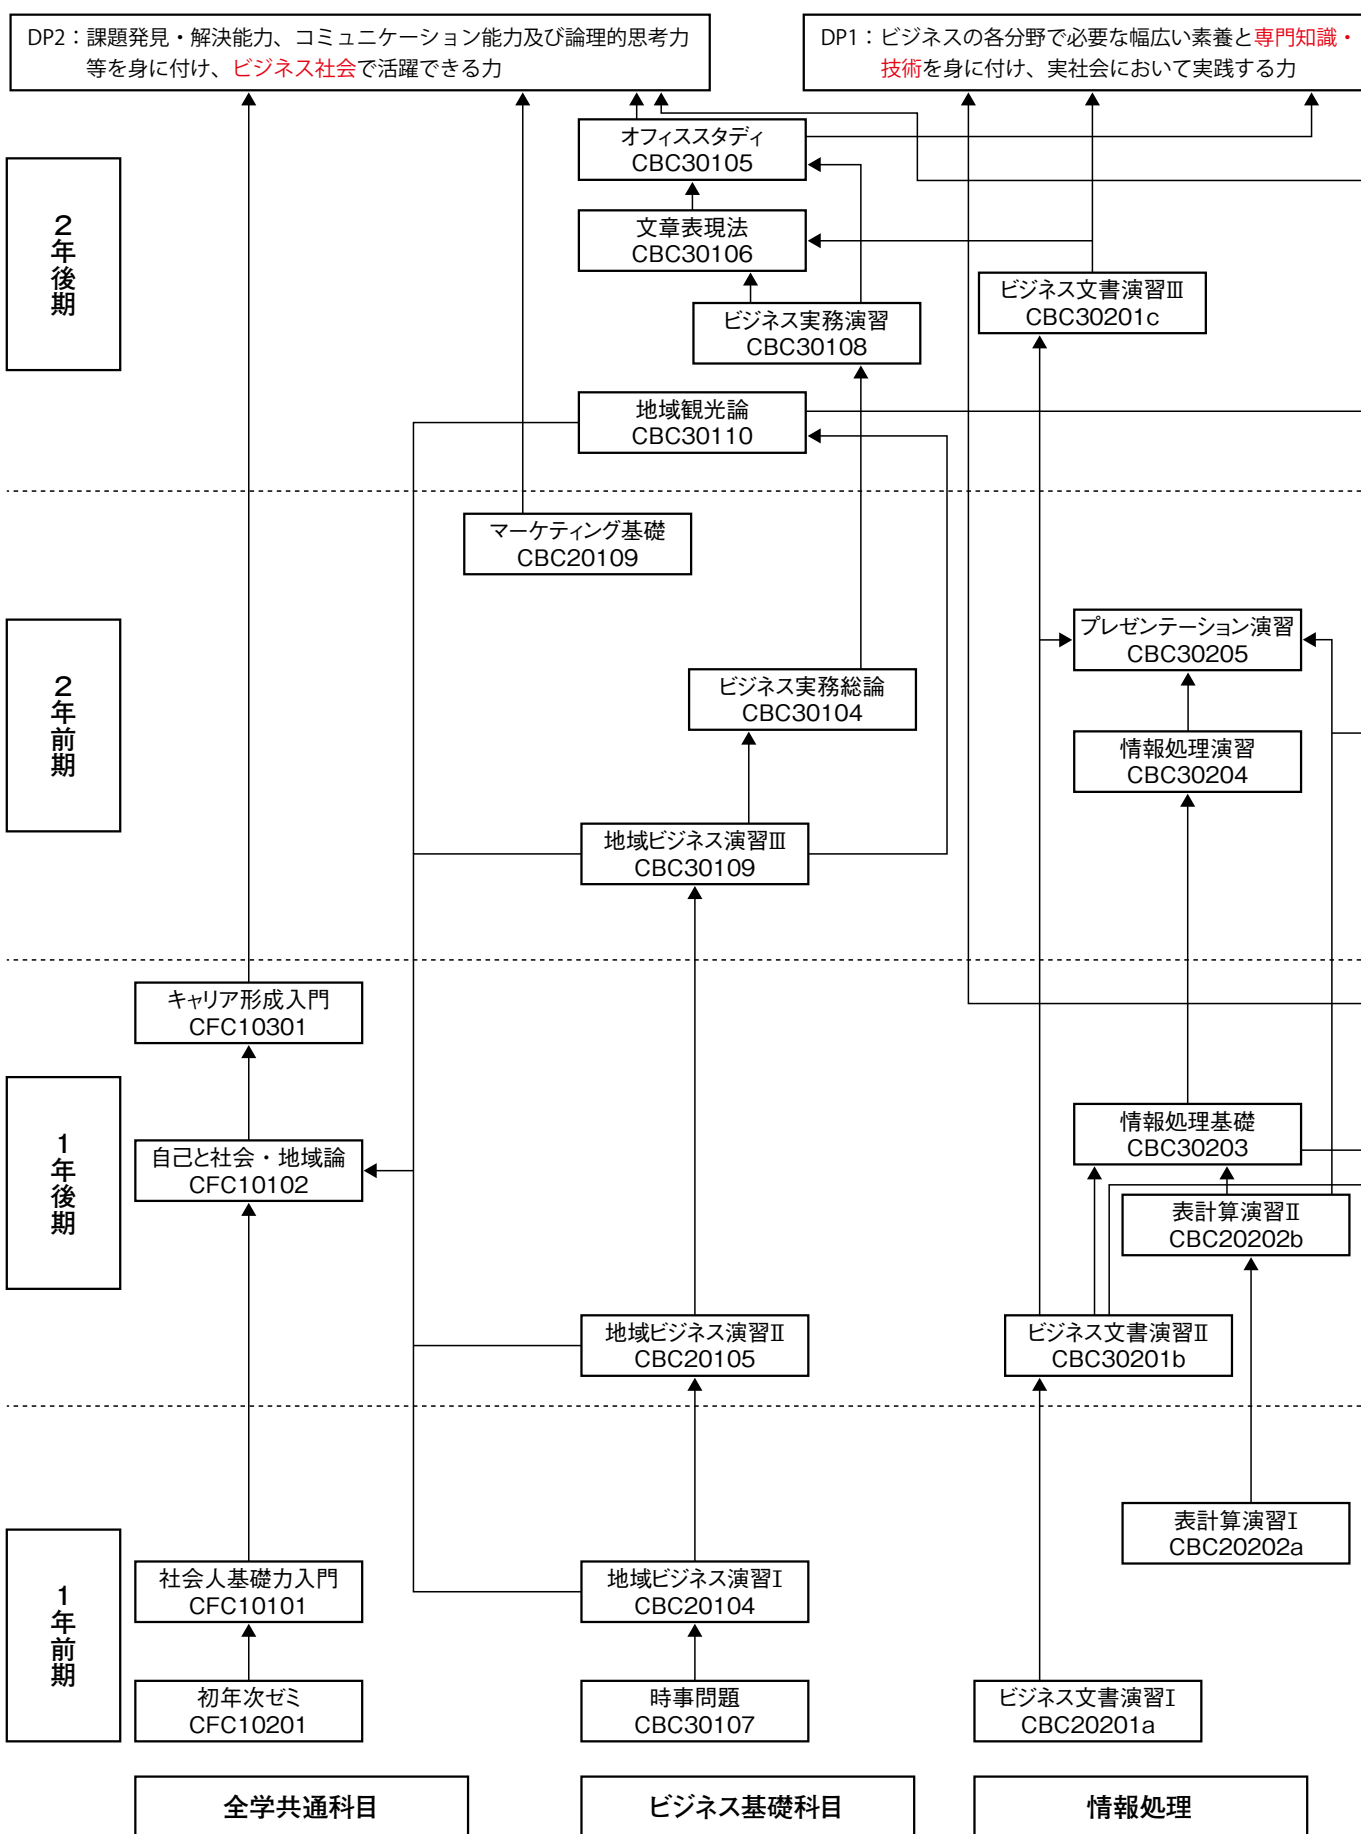 DP2：課題発見・解決能力、コミュニケーション能力及び論理的思考力
等を身に付け、ビジネス社会で活躍できる力
DP1：ビジネスの各分野で必要な幅広い素養と専門知識・
技術を身に付け、実社会において実践する力
2年後期
オフィススタディ
CBC30105
文章表現法
CBC30106
ビジネス実務演習
CBC30108
ビジネス文書演習Ⅲ
CBC30201c
地域観光論
CBC30110
2年前期
マーケティング基礎
CBC20109
プレゼンテーション演習
CBC30205
ビジネス実務総論
CBC30104
情報処理演習
CBC30204
地域ビジネス演習Ⅲ
CBC30109
1年後期
キャリア形成入門
CFC10301
自己と社会・地域論
CFC10102
情報処理基礎
CBC30203
表計算演習Ⅱ
CBC20202b
地域ビジネス演習Ⅱ
CBC20105
ビジネス文書演習Ⅱ
CBC30201b
1年前期
表計算演習Ⅰ
CBC20202a
社会人基礎力入門
CFC10101
地域ビジネス演習Ⅰ
CBC20104
初年次ゼミ
CFC10201
時事問題
CBC30107
ビジネス文書演習Ⅰ
CBC20201a
全学共通科目
ビジネス基礎科目
情報処理